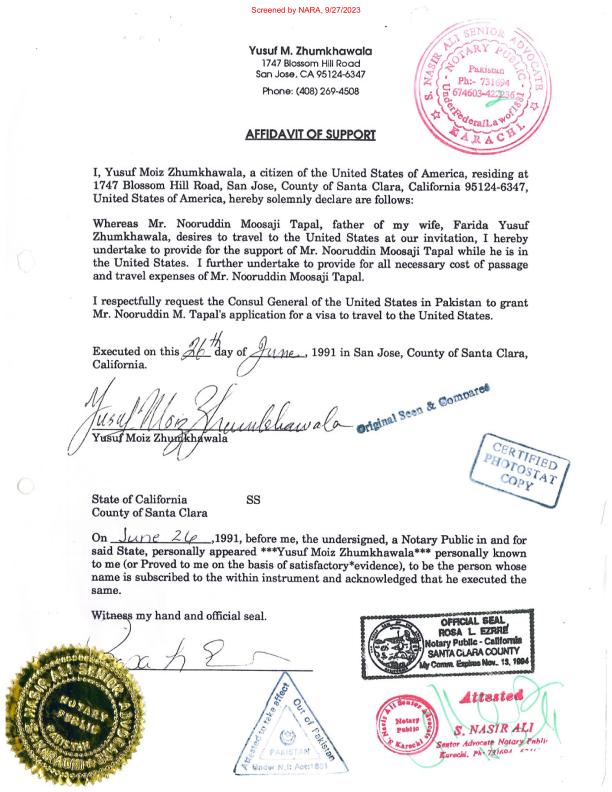 Screened by NARA, 9/27/2023
Yusuf M. Zhumkhawala
1747 Blossom Hill Road
San Jose, CA 95124-6347
Phone: (408) 269-4508
S. NASIR ALI SENIOR ADVOCATE
NOTARY PUBLIC
Pakistan
Ph:- 731694
674603-423236
Under Federal Law of 1881
KARACHI
AFFIDAVIT OF SUPPORT
I, Yusuf Moiz Zhumkhawala, a citizen of the United States of America, residing at
1747 Blossom Hill Road, San Jose, County of Santa Clara, California 95124-6347,
United States of America, hereby solemnly declare are follows:
Whereas Mr. Nooruddin Moosaji Tapal, father of my wife, Farida Yusuf
Zhumkhawala, desires to travel to the United States at our invitation, I hereby
undertake to provide for the support of Mr. Nooruddin Moosaji Tapal while he is in
the United States. I further undertake to provide for all necessary cost of passage
and travel expenses of Mr. Nooruddin Moosaji Tapal.
I respectfully request the Consul General of the United States in Pakistan to grant
Mr. Nooruddin M. Tapal's application for a visa to travel to the United States.
Executed on this 26th day of June, 1991 in San Jose, County of Santa Clara,
California.
Yusuf Moiz Zhumkhawala
Original Seen & Compares
Yusuf Moiz Zhumkhawala
CERTIFIED
PHOTOSTAT
COPY
State of California SS
County of Santa Clara
On June 26, 1991, before me, the undersigned, a Notary Public in and for
said State, personally appeared ***Yusuf Moiz Zhumkhawala*** personally known
to me (or Proved to me on the basis of satisfactory*evidence), to be the person whose
name is subscribed to the within instrument and acknowledged that he executed the
same.
Witness my hand and official seal.
OFFICIAL SEAL
ROSA L. EZRRE
Notary Public - California
SANTA CLARA COUNTY
My Comm. Expires Nov. 13, 1994
S. NASIR ALI SENIOR
NOTARY
PUBLIC
Attested to take affect
Out of Pakistan
PAKISTAN
Under N.I: Act:1881
S. Nasir Ali Senior Advocate
Notary
Public
Karachi
Attested
S. NASIR ALI
Senior Advocate Notary Public
Karachi. Ph- 731694